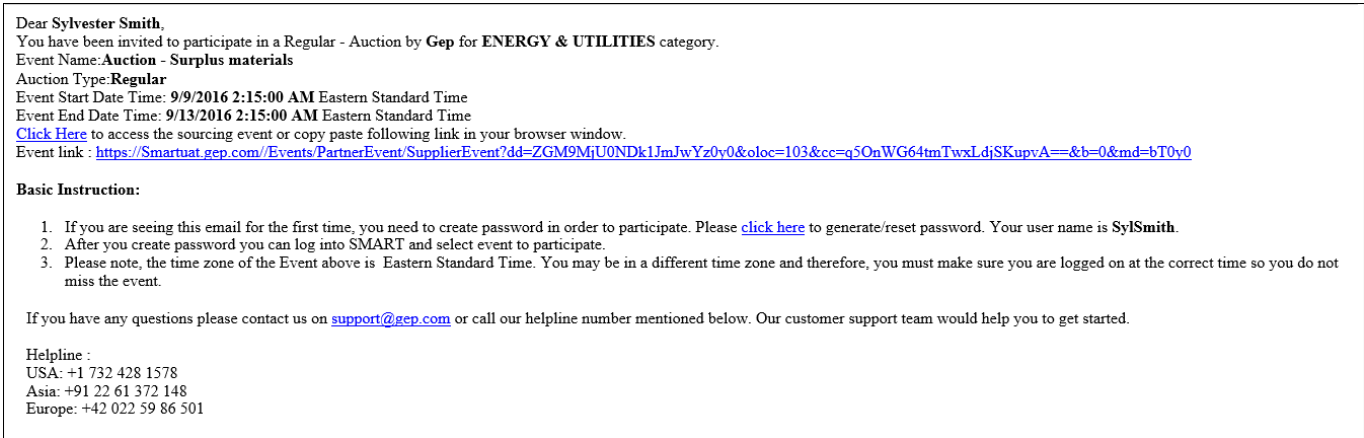 Dear Sylvester Smith,
You have been invited to participate in a Regular - Auction by Gep for ENERGY & UTILITIES category.
Event Name:Auction - Surplus materials
Auction Type:Regular
Event Start Date Time: 9/9/2016 2:15:00 AM Eastern Standard Time
Event End Date Time: 9/13/2016 2:15:00 AM Eastern Standard Time
Click Here to access the sourcing event or copy paste following link in your browser window.
Event link : https://Smartuat.gep.com//Events/PartnerEvent/SupplierEvent?dd=ZGM9MjU0NDk1JmJwYz0y0&oloc=103&cc=q5OnWG64tmTwxLdjSKupvA==&b=0&md=bT0y0
Basic Instruction:
1. If you are seeing this email for the first time, you need to create password in order to participate. Please click here to generate/reset password. Your user name is SylSmith.
2. After you create password you can log into SMART and select event to participate.
3. Please note, the time zone of the Event above is Eastern Standard Time. You may be in a different time zone and therefore, you must make sure you are logged on at the correct time so you do not
miss the event.
If you have any questions please contact us on support@gep.com or call our helpline number mentioned below. Our customer support team would help you to get started.
Helpline :
USA: +1 732 428 1578
Asia: +91 22 61 372 148
Europe: +42 022 59 86 501